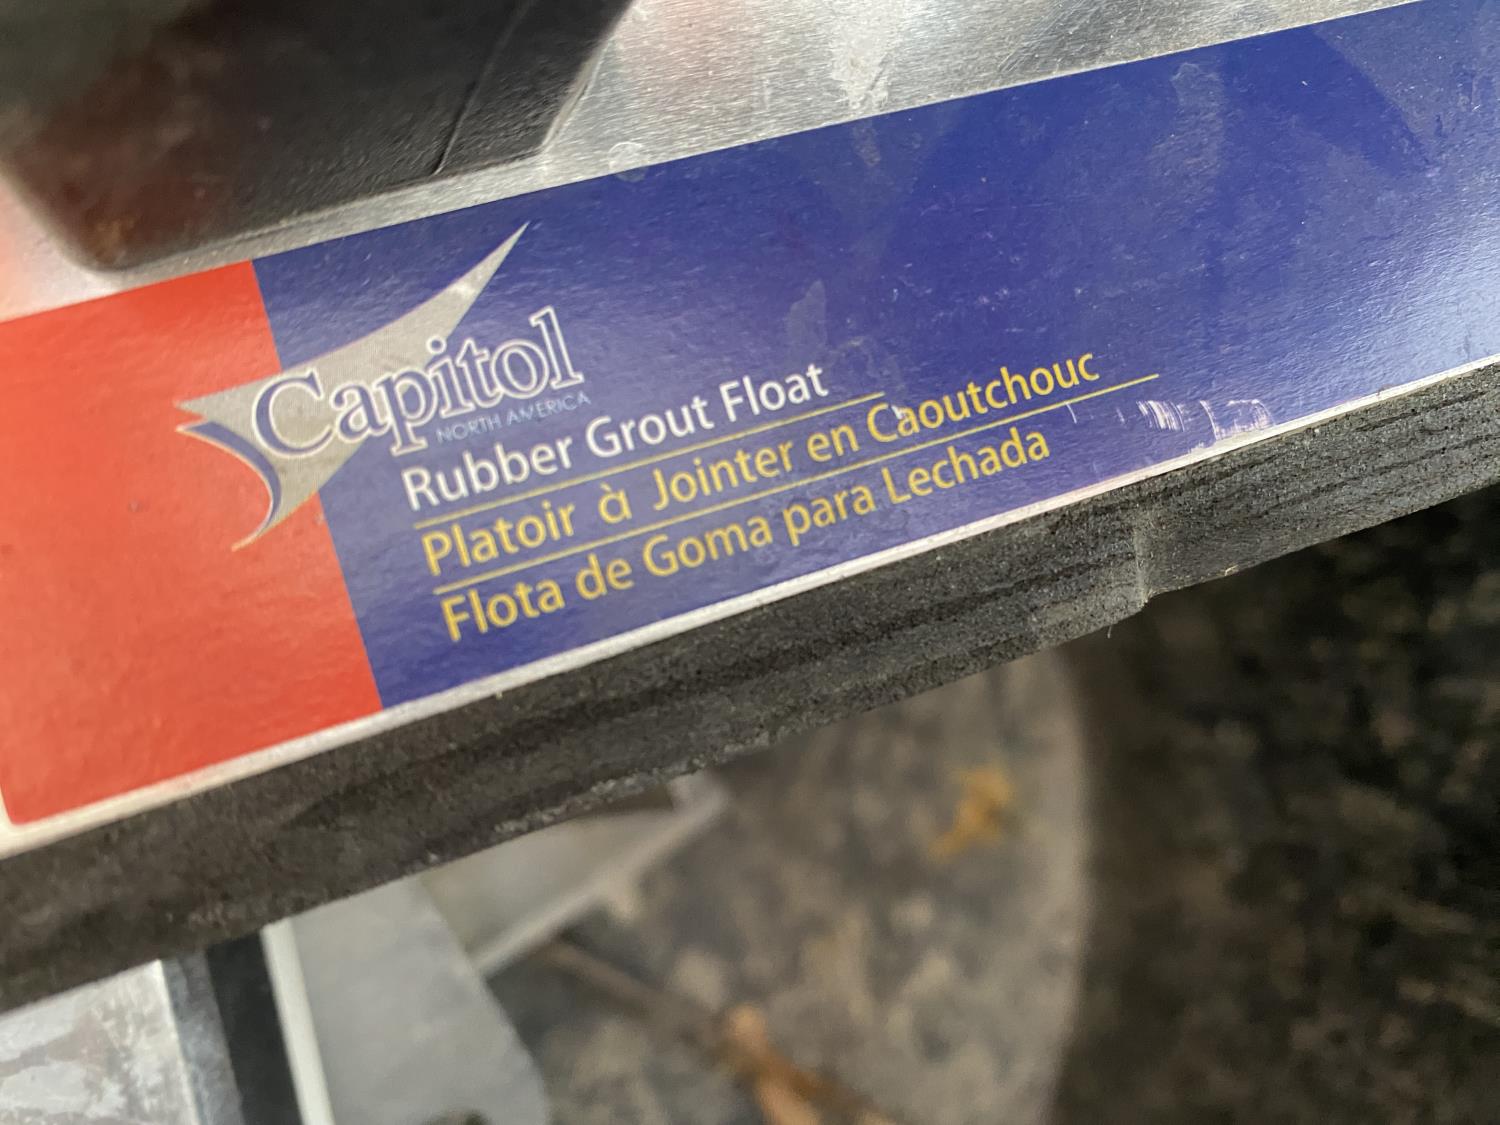 Capitol
NORTH AMERICA
Rubber Grout Float
Platoir à Jointer en Caoutchouc
Flota de Goma para Lechada